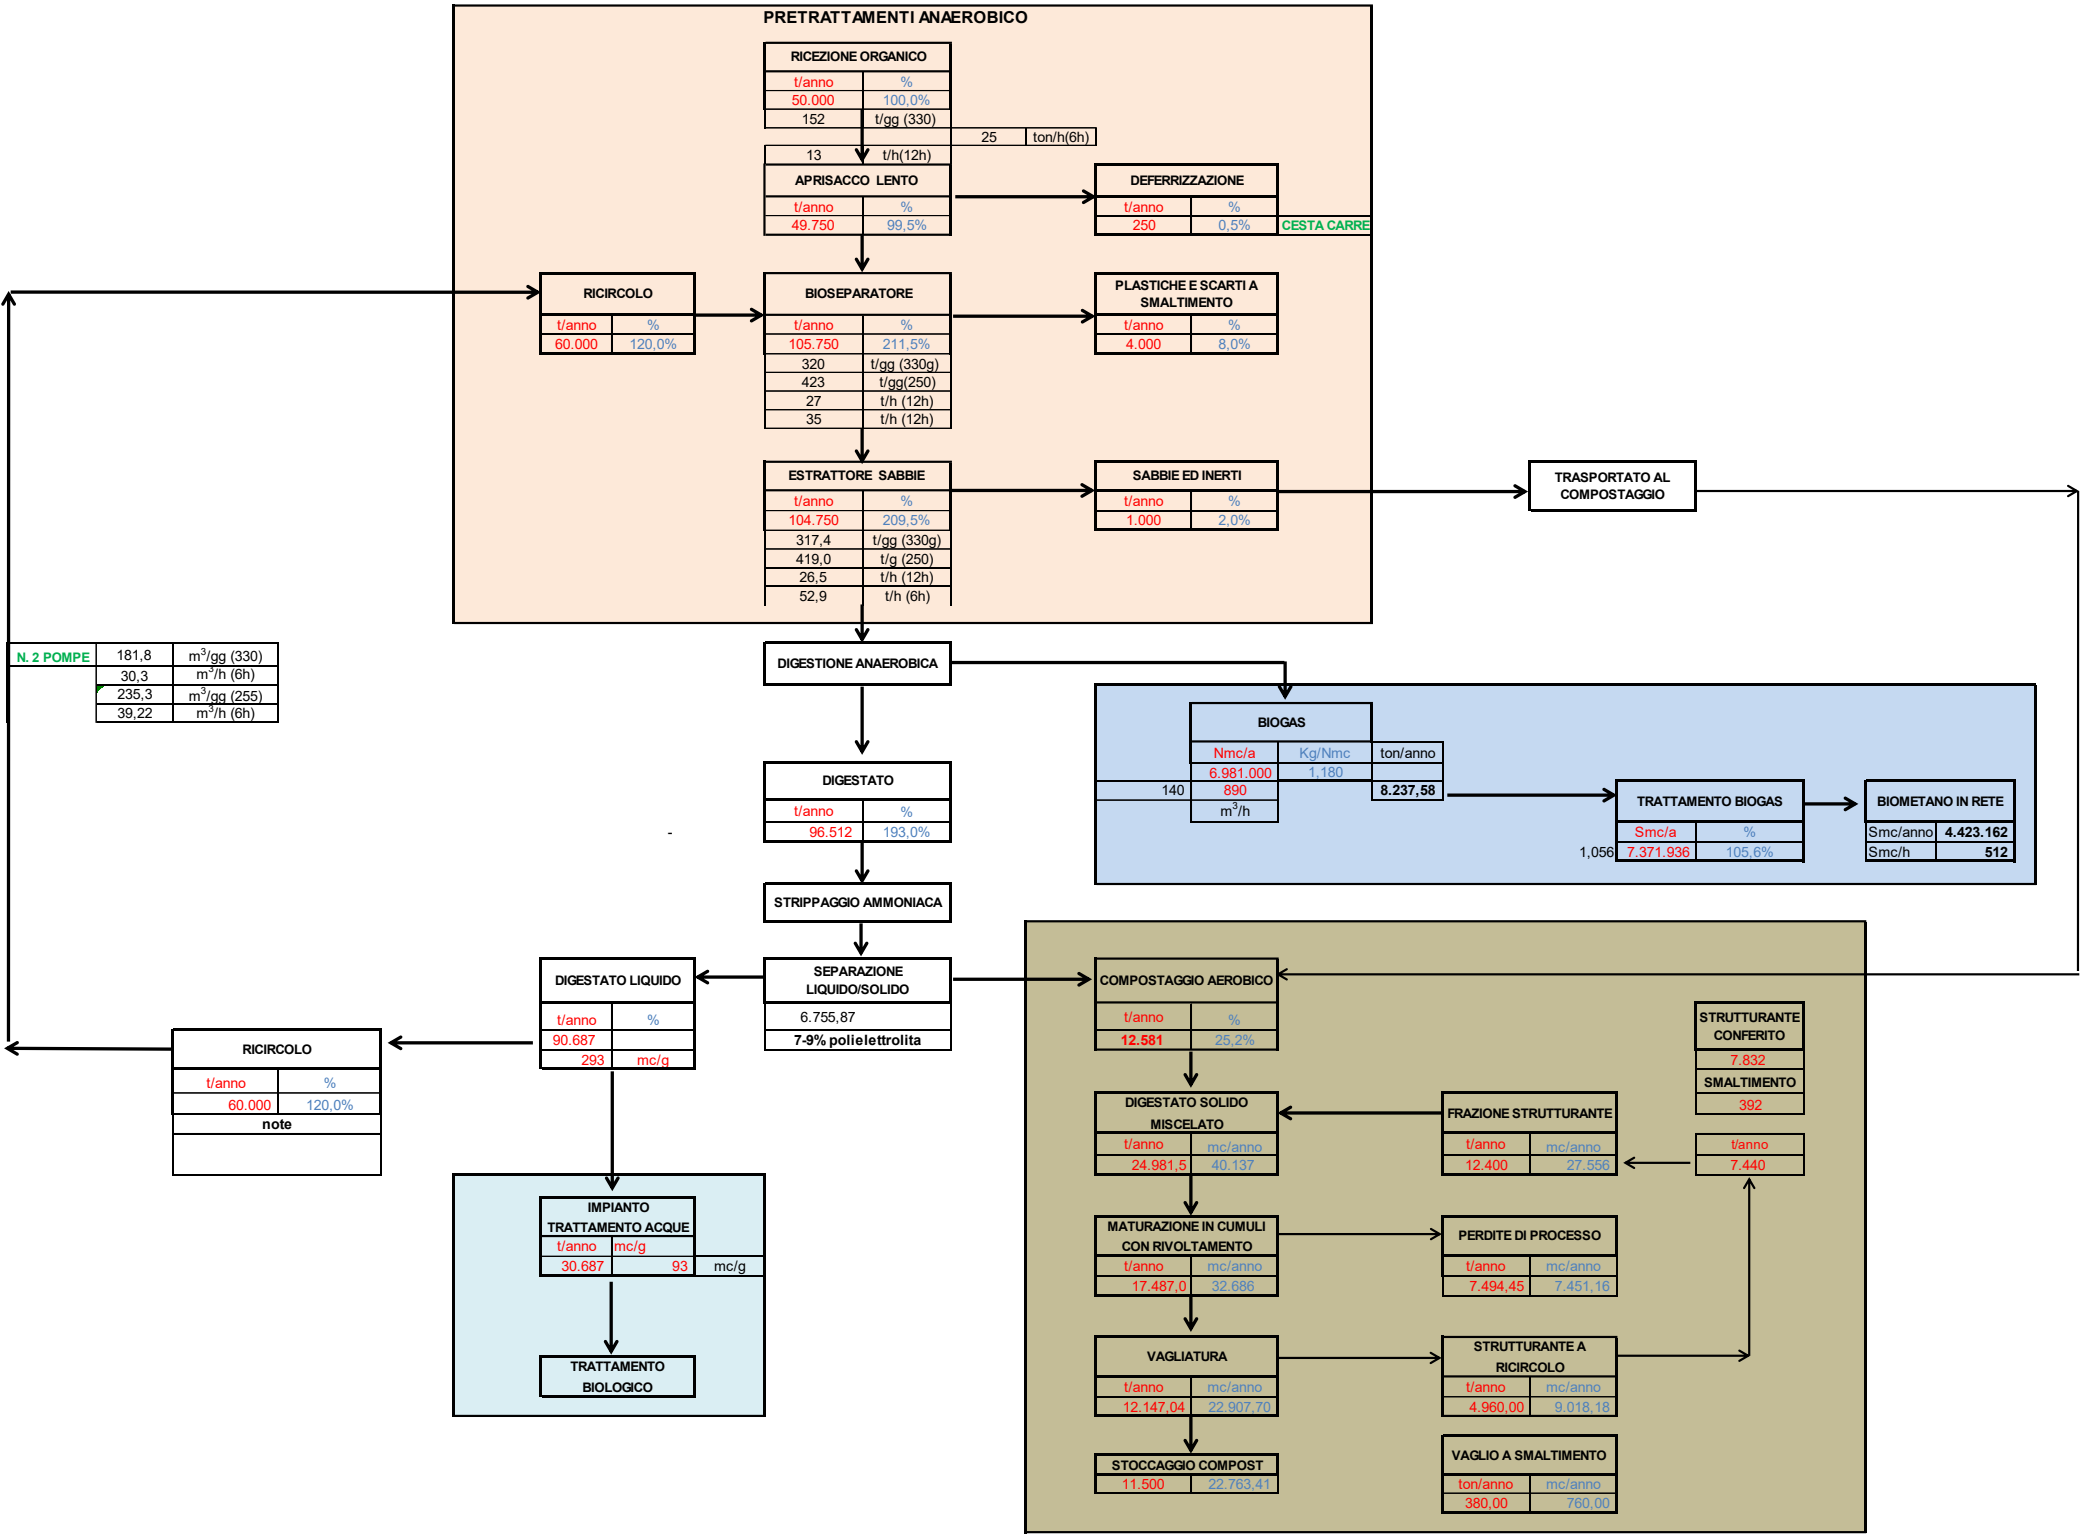 PRETRATTAMENTI ANAEROBICO
RICEZIONE ORGANICO
t/anno %
50.000 100,0%
152 t/gg (330)
25 ton/h(6h)
13 t/h(12h)
APRISACCO LENTO
t/anno %
49.750 99,5%
DEFERRIZZAZIONE
t/anno %
250 0,5% CESTA CARRE
RICIRCOLO
t/anno %
60.000 120,0%
BIOSEPARATORE
t/anno %
105.750 211,5%
320 t/gg (330g)
423 t/gg(250)
27 t/h (12h)
35 t/h (12h)
PLASTICHE E SCARTI A
SMALTIMENTO
t/anno %
4.000 8,0%
ESTRATTORE SABBIE
t/anno %
104.750 209,5%
317,4 t/gg (330g)
419,0 t/g (250)
26,5 t/h (12h)
52,9 t/h (6h)
SABBIE ED INERTI
t/anno %
1.000 2,0%
TRASPORTATO AL
COMPOSTAGGIO
N. 2 POMPE 181,8 m³/gg (330)
30,3 m³/h (6h)
235,3 m³/gg (255)
39,22 m³/h (6h)
DIGESTIONE ANAEROBICA
BIOGAS
Nmc/a Kg/Nmc ton/anno
6.981.000 1,180
140 890 8.237,58
m³/h
TRATTAMENTO BIOGAS
Smc/a %
1,056 7.371.936 105,6%
BIOMETANO IN RETE
Smc/anno 4.423.162
Smc/h 512
DIGESTATO
t/anno %
- 96.512 193,0%
STRIPPAGGIO AMMONIACA
SEPARAZIONE
LIQUIDO/SOLIDO
6.755,87
7-9% polielettrolita
DIGESTATO LIQUIDO
t/anno %
90.687
293 mc/g
RICIRCOLO
t/anno %
60.000 120,0%
note
IMPIANTO
TRATTAMENTO ACQUE
t/anno mc/g
30.687 93 mc/g
TRATTAMENTO
BIOLOGICO
COMPOSTAGGIO AEROBICO
t/anno %
12.581 25,2%
STRUTTURANTE
CONFERITO
7.832
SMALTIMENTO
392
t/anno
7.440
DIGESTATO SOLIDO
MISCELATO
t/anno mc/anno
24.981,5 40.137
FRAZIONE STRUTTURANTE
t/anno mc/anno
12.400 27.556
MATURAZIONE IN CUMULI
CON RIVOLTAMENTO
t/anno mc/anno
17.487,0 32.686
PERDITE DI PROCESSO
t/anno mc/anno
7.494,45 7.451,16
VAGLIATURA
t/anno mc/anno
12.147,04 22.907,70
STRUTTURANTE A
RICIRCOLO
t/anno mc/anno
4.960,00 9.018,18
STOCCAGGIO COMPOST
11.500 22.763,41
VAGLIO A SMALTIMENTO
ton/anno mc/anno
380,00 760,00